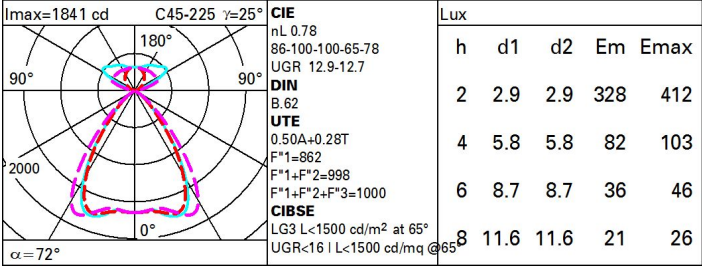 Imax=1841 cd C45-225 γ=25°
180°
90° 90°
2000
0°
α=72°
CIE
nL 0.78
86-100-100-65-78
UGR 12.9-12.7
DIN
B.62
UTE
0.50A+0.28T
F"1=862
F"1+F"2=998
F"1+F"2+F"3=1000
CIBSE
LG3 L<1500 cd/m² at 65°
UGR<16 | L<1500 cd/mq @65°
Lux
h d1 d2 Em Emax
2 2.9 2.9 328 412
4 5.8 5.8 82 103
6 8.7 8.7 36 46
8 11.6 11.6 21 26